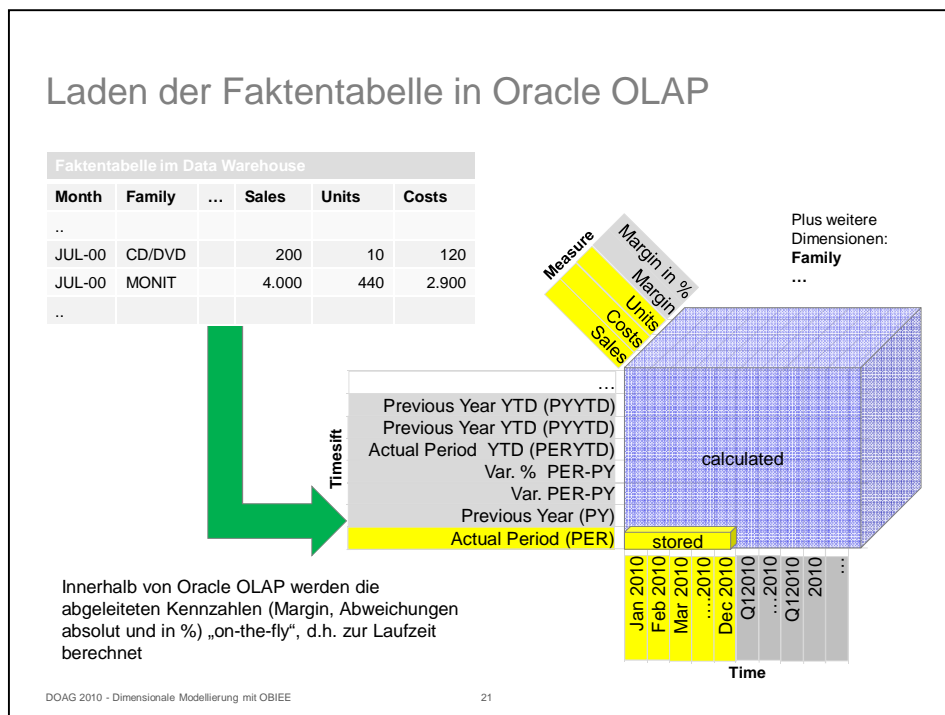 Laden der Faktentabelle in Oracle OLAP
Faktentabelle im Data Warehouse
Month Family … Sales Units Costs
..
JUL-00 CD/DVD 200 10 120
JUL-00 MONIT 4.000 440 2.900
..
Plus weitere
Dimensionen:
Family
…
Measure
Margin in %
Margin
Units
Costs
Sales
Timesift
…
Previous Year YTD (PYYTD)
Previous Year YTD (PYYTD)
Actual Period YTD (PERYTD)
Var. % PER-PY
Var. PER-PY
Previous Year (PY)
Actual Period (PER)
calculated
stored
Jan 2010
Feb 2010
Mar 2010
….2010
Dec 2010
Q12010
…2010
Q12010
2010
…
Time
Innerhalb von Oracle OLAP werden die
abgeleiteten Kennzahlen (Margin, Abweichungen
absolut und in %) „on-the-fly“, d.h. zur Laufzeit
berechnet
DOAG 2010 - Dimensionale Modellierung mit OBIEE
21